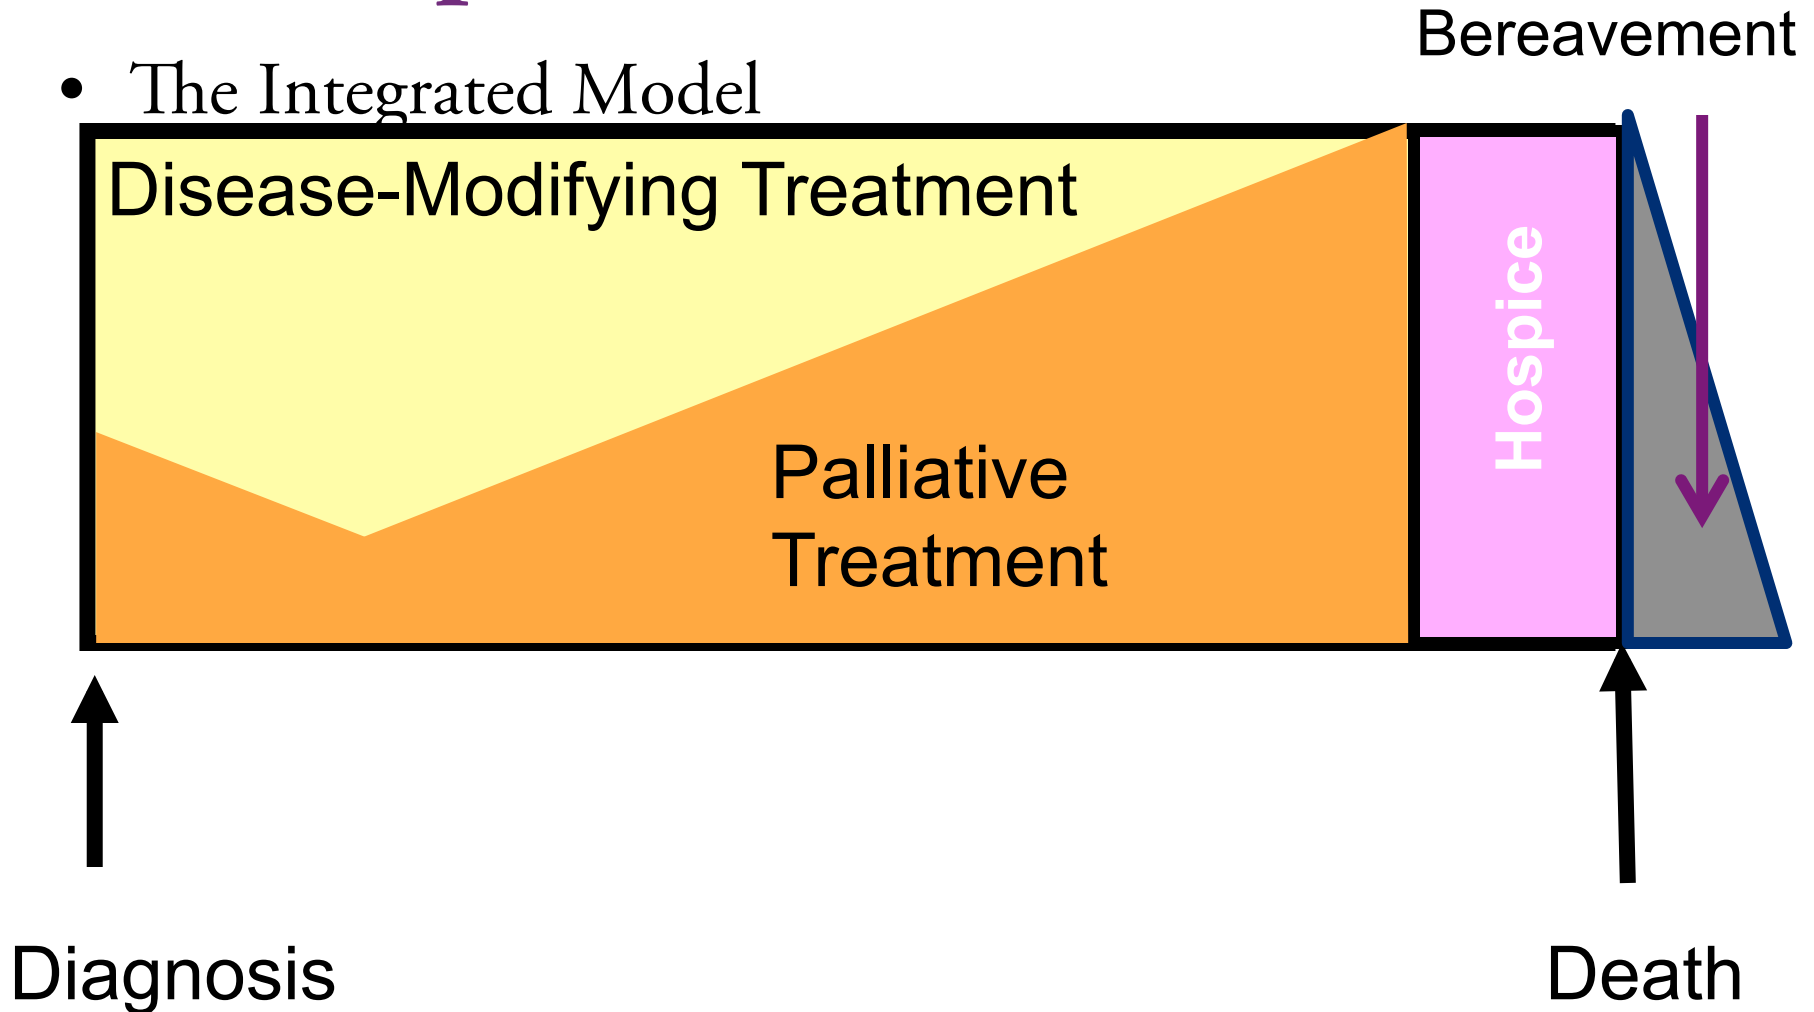 Bereavement
• The Integrated Model
Disease-Modifying Treatment
Hospice
Palliative
Treatment
Diagnosis
Death